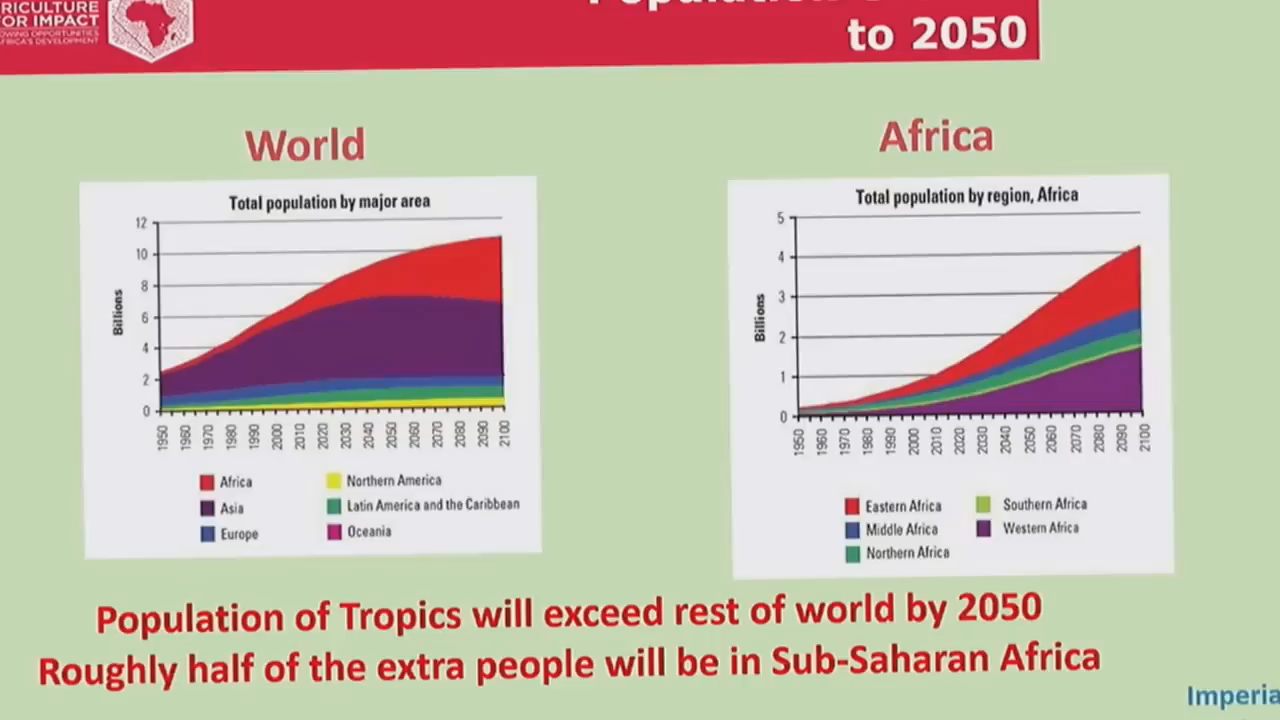 OR IMPACT
to 2050
World
Africa
Total population by major area
12
10
8
6
4
2
0
Billions
1950
1960
1970
1980
1990
2000
2010
2020
2030
2040
2050
2060
2070
2080
2090
2100
Africa
Asia
Europe
Northern America
Latin America and the Caribbean
Oceania
Total population by region, Africa
5
4
3
2
1
0
Billions
1950
1960
1970
1980
1990
2000
2010
2020
2030
2040
2050
2060
2070
2080
2090
2100
Eastern Africa
Middle Africa
Northern Africa
Southern Africa
Western Africa
Population of Tropics will exceed rest of world by 2050
Roughly half of the extra people will be in Sub-Saharan Africa
Imperia